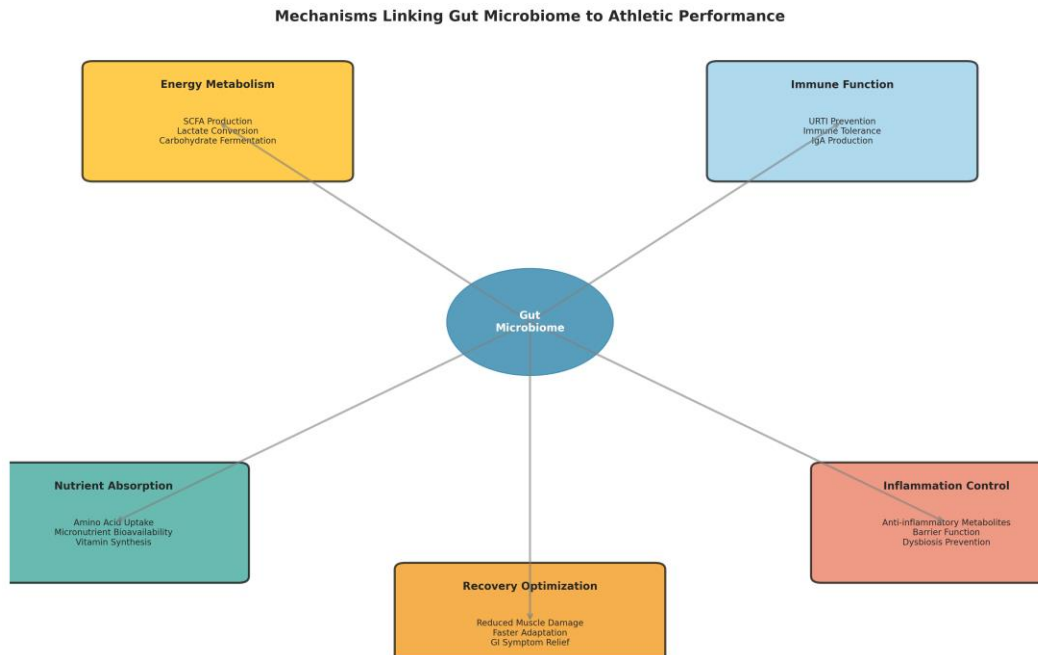 Mechanisms Linking Gut Microbiome to Athletic Performance
Energy Metabolism
SCFA Production
Lactate Conversion
Carbohydrate Fermentation
Immune Function
URTI Prevention
Immune Tolerance
IgA Production
Gut
Microbiome
Nutrient Absorption
Amino Acid Uptake
Micronutrient Bioavailability
Vitamin Synthesis
Inflammation Control
Anti-inflammatory Metabolites
Barrier Function
Dysbiosis Prevention
Recovery Optimization
Reduced Muscle Damage
Faster Adaptation
GI Symptom Relief